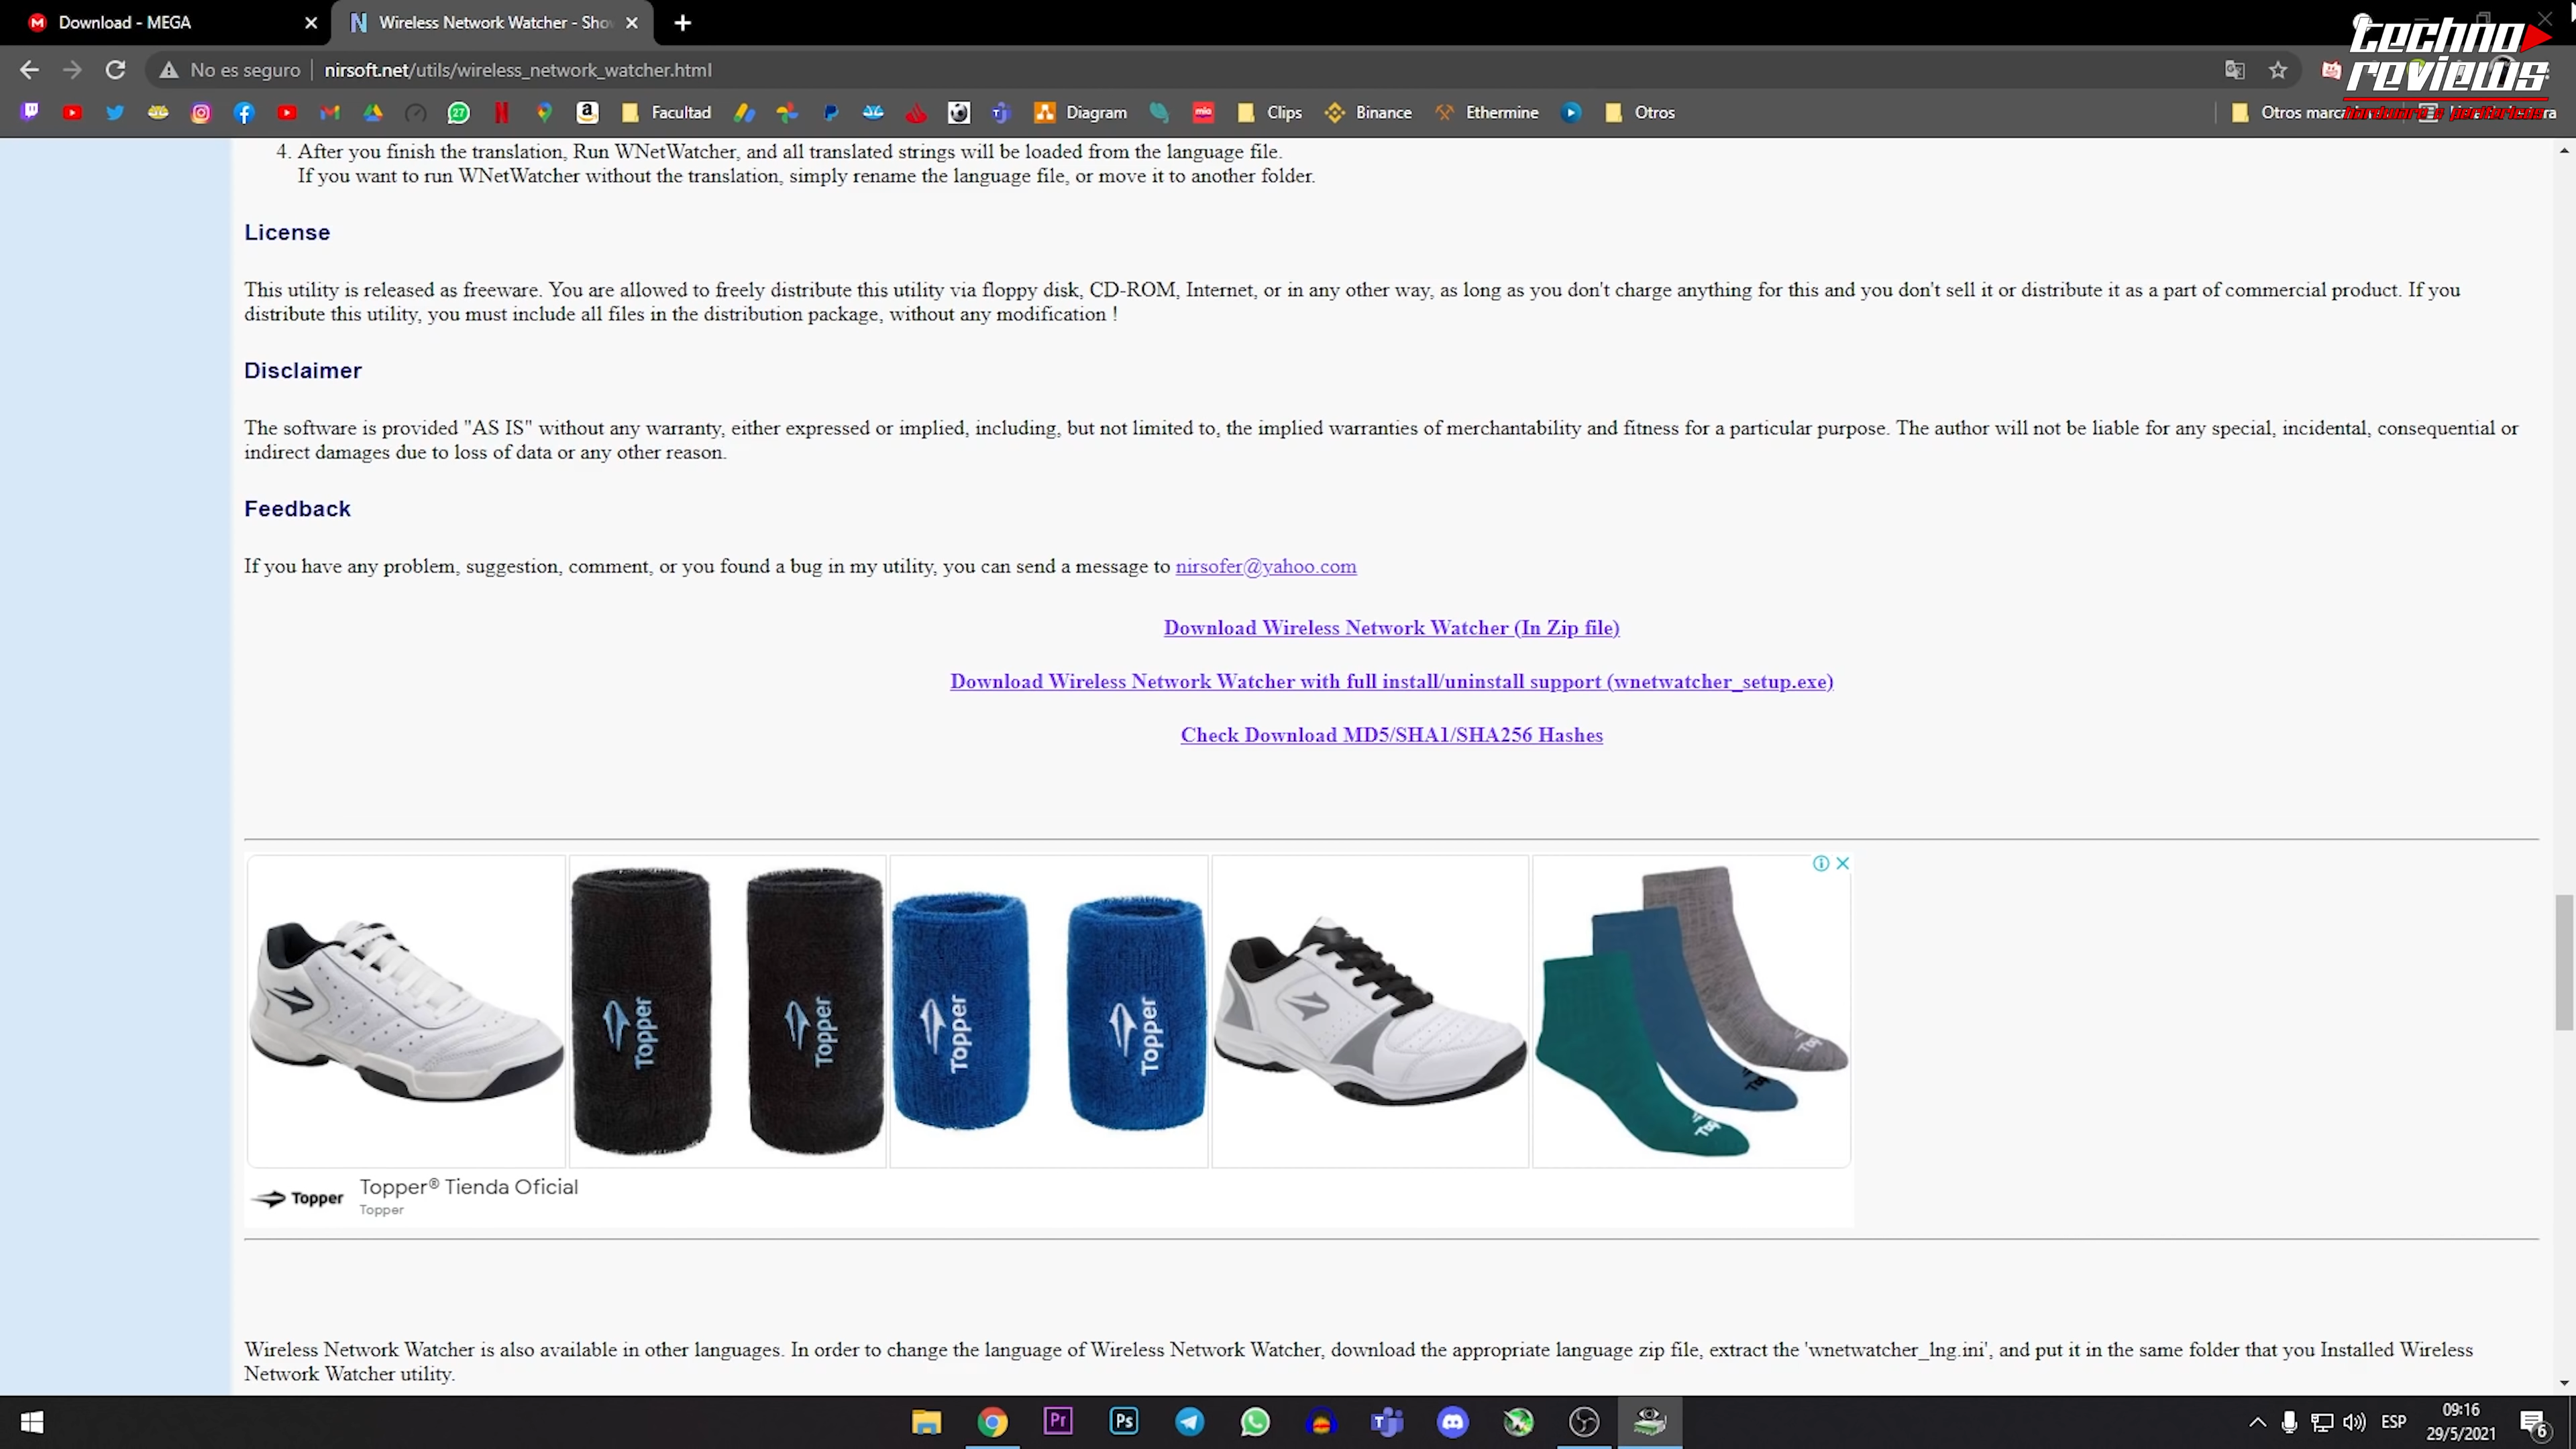 Download - MEGA
Wireless Network Watcher - Sho
techno
reviews
No es seguro
nirsoft.net/utils/wireless_network_watcher.html
27
Facultad
mio
Diagram
Clips
Binance
Ethermine
Otros
Otros marca
4. After you finish the translation, Run WNetWatcher, and all translated strings will be loaded from the language file.
If you want to run WNetWatcher without the translation, simply rename the language file, or move it to another folder.
License
This utility is released as freeware. You are allowed to freely distribute this utility via floppy disk, CD-ROM, Internet, or in any other way, as long as you don't charge anything for this and you don't sell it or distribute it as a part of commercial product. If you
distribute this utility, you must include all files in the distribution package, without any modification !
Disclaimer
The software is provided "AS IS" without any warranty, either expressed or implied, including, but not limited to, the implied warranties of merchantability and fitness for a particular purpose. The author will not be liable for any special, incidental, consequential or
indirect damages due to loss of data or any other reason.
Feedback
If you have any problem, suggestion, comment, or you found a bug in my utility, you can send a message to nirsofer@yahoo.com
Download Wireless Network Watcher (In Zip file)
Download Wireless Network Watcher with full install/uninstall support (wnetwatcher_setup.exe)
Check Download MD5/SHA1/SHA256 Hashes
Topper
Topper
Topper
Topper
Topper
Topper® Tienda Oficial
Topper
Wireless Network Watcher is also available in other languages. In order to change the language of Wireless Network Watcher, download the appropriate language zip file, extract the 'wnetwatcher_lng.ini', and put it in the same folder that you Installed Wireless
Network Watcher utility.
Pr
Ps
ESP
09:16
29/5/2021
6